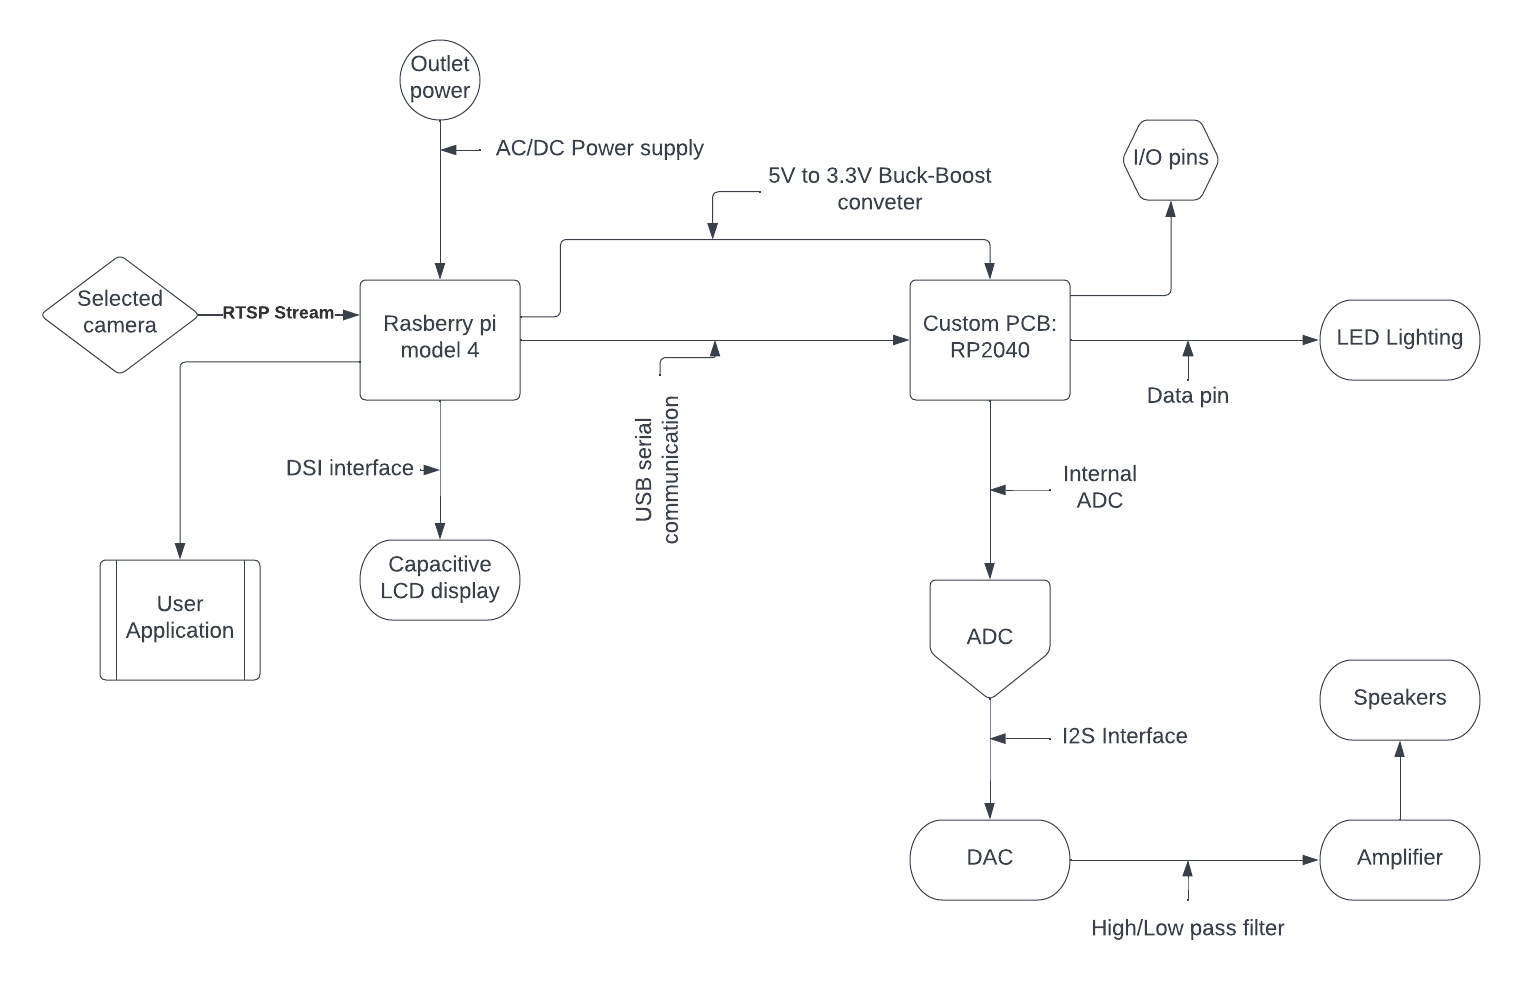 Outlet
power
AC/DC Power supply
5V to 3.3V Buck-Boost
conveter
I/O pins
Selected
camera
RTSP Stream
Rasberry pi
model 4
Custom PCB:
RP2040
LED Lighting
Data pin
USB serial
communication
DSI interface
Internal
ADC
Capacitive
LCD display
User
Application
ADC
Speakers
I2S Interface
DAC
Amplifier
High/Low pass filter